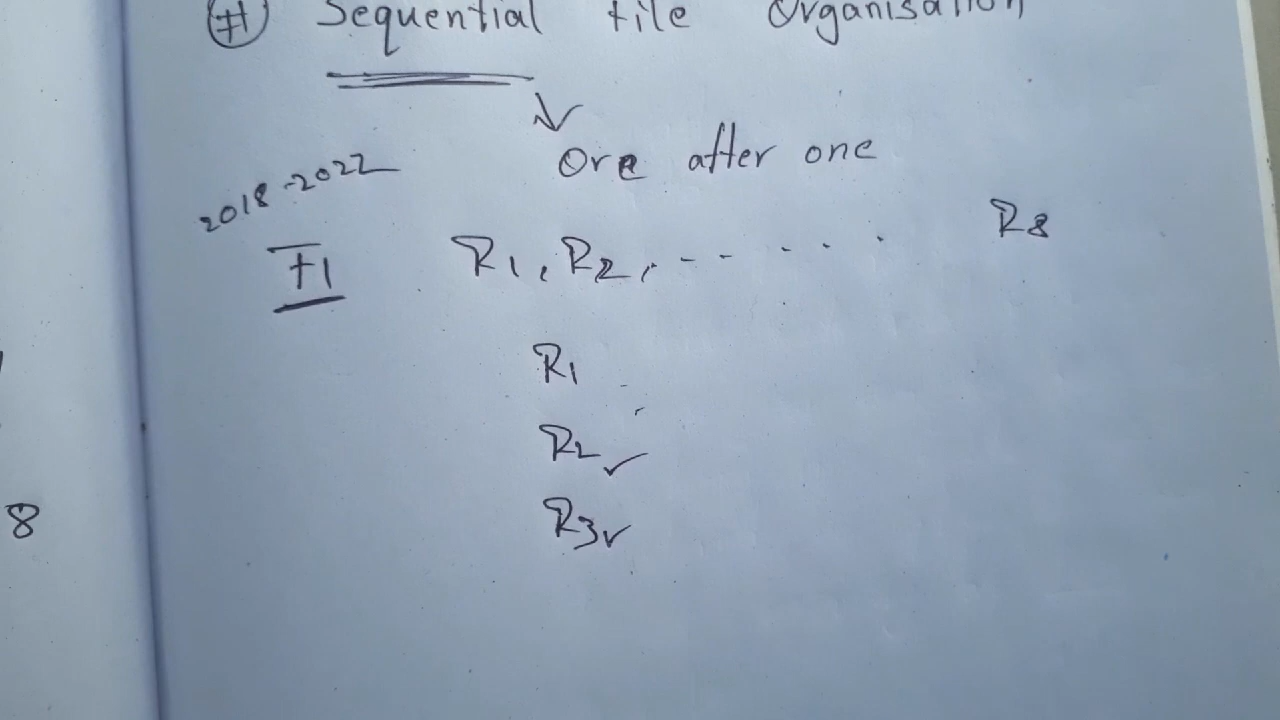 # Sequential file Organisation
One after one
2018-2022
F1 R1, R2, - - - . . . R8
R1
R2 ✓
R3 ✓
8